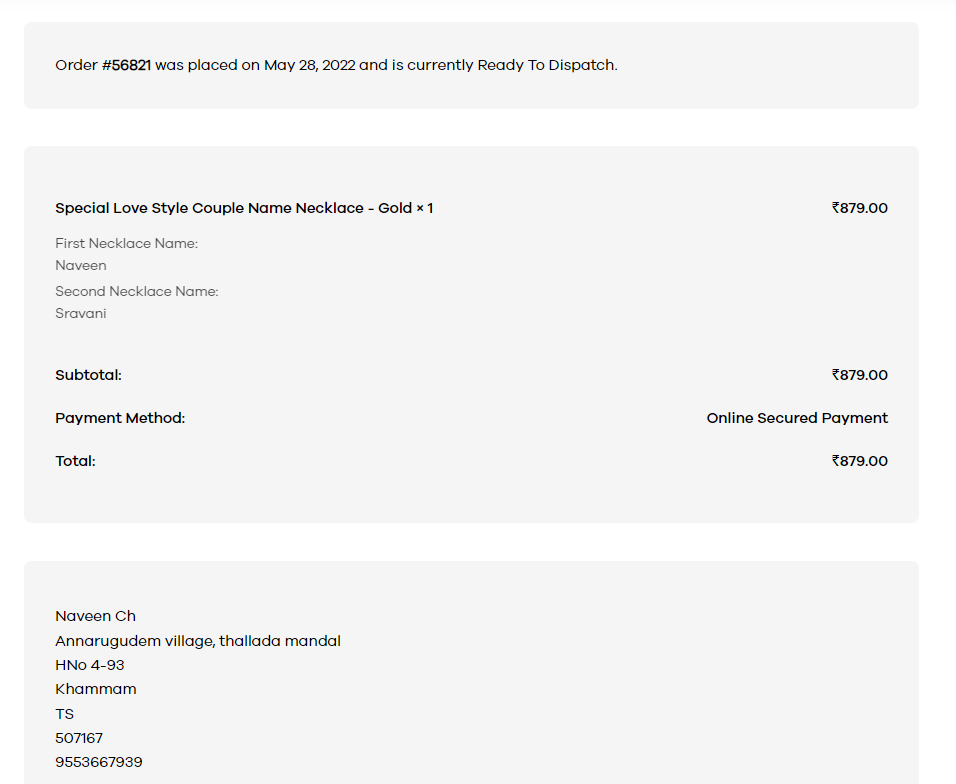 Order #56821 was placed on May 28, 2022 and is currently Ready To Dispatch.
Special Love Style Couple Name Necklace - Gold × 1 ₹879.00
First Necklace Name:
Naveen
Second Necklace Name:
Sravani
Subtotal: ₹879.00
Payment Method: Online Secured Payment
Total: ₹879.00
Naveen Ch
Annarugudem village, thallada mandal
HNo 4-93
Khammam
TS
507167
9553667939